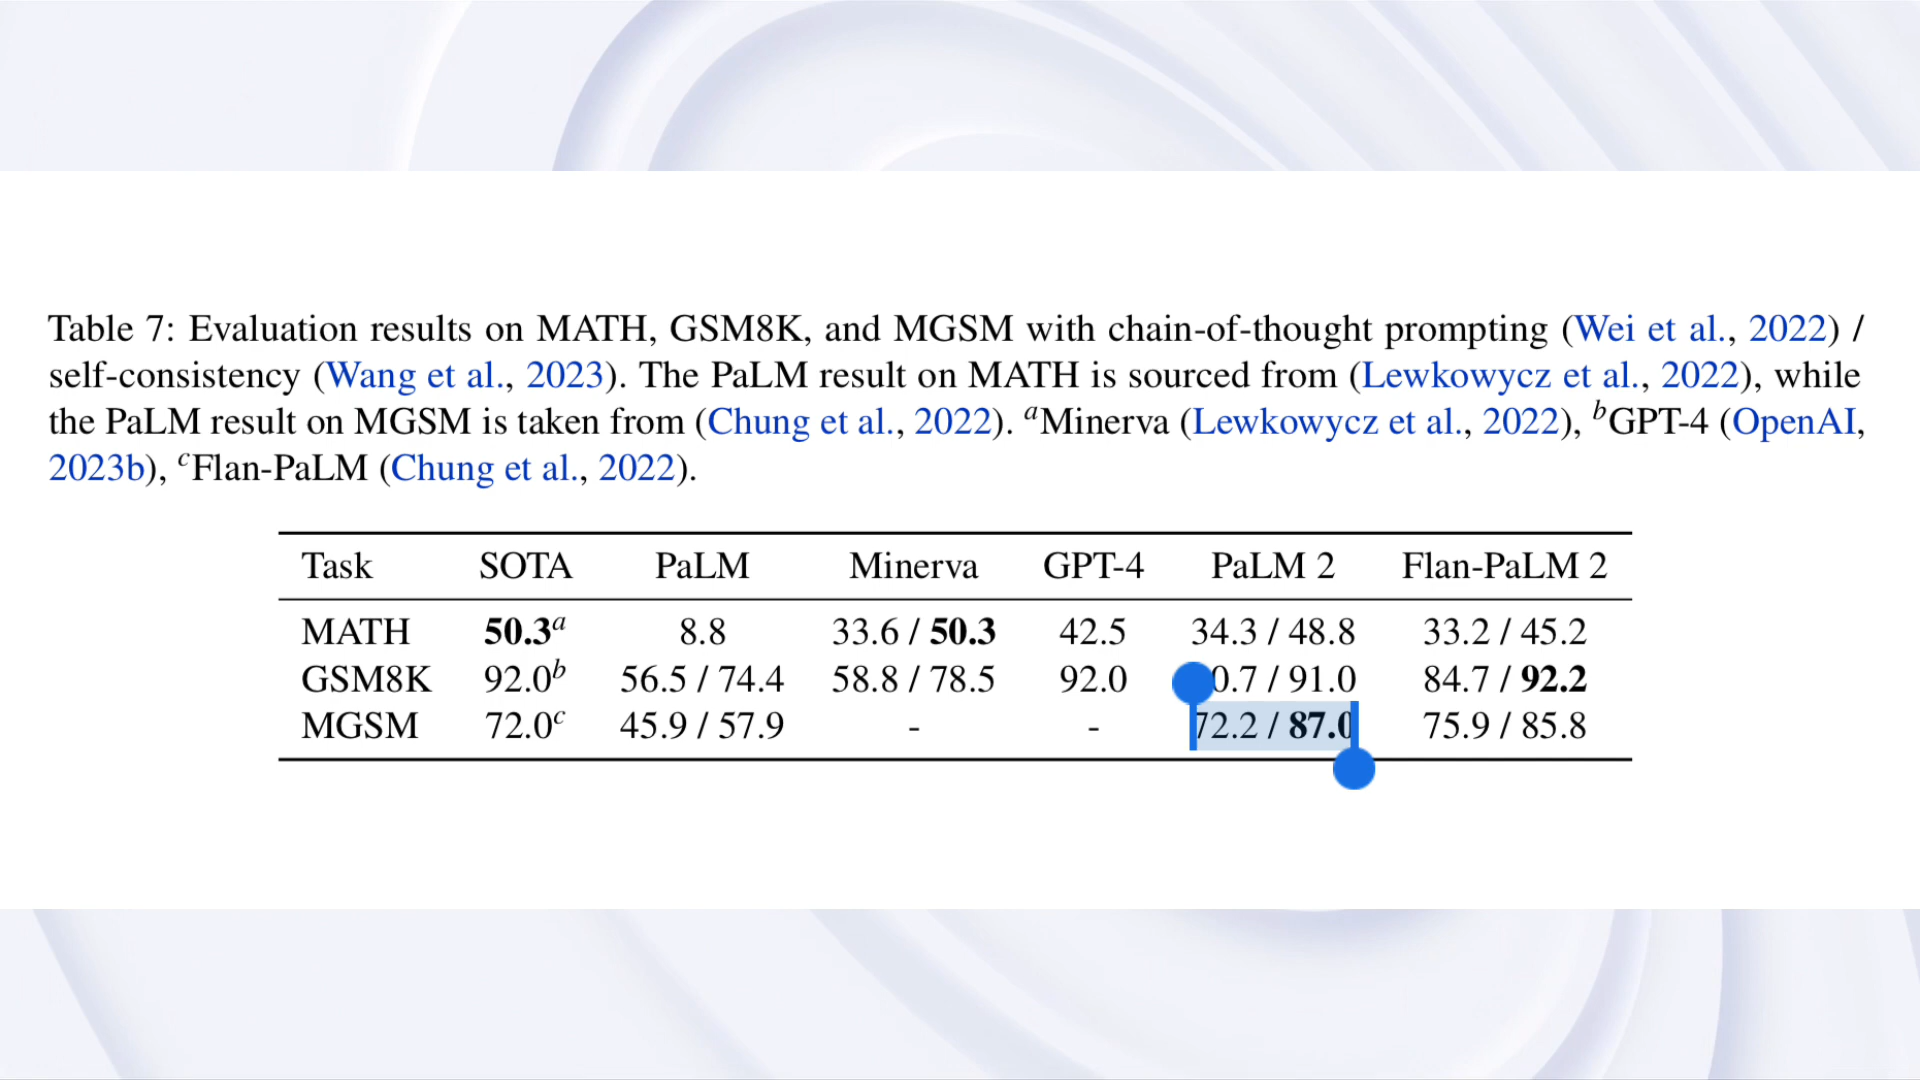 Table 7: Evaluation results on MATH, GSM8K, and MGSM with chain-of-thought prompting (Wei et al., 2022) /
self-consistency (Wang et al., 2023). The PaLM result on MATH is sourced from (Lewkowycz et al., 2022), while
the PaLM result on MGSM is taken from (Chung et al., 2022). ᵃMinerva (Lewkowycz et al., 2022), ᵇGPT-4 (OpenAI,
2023b), ᶜFlan-PaLM (Chung et al., 2022).
Task SOTA PaLM Minerva GPT-4 PaLM 2 Flan-PaLM 2
MATH 50.3ᵃ 8.8 33.6 / 50.3 42.5 34.3 / 48.8 33.2 / 45.2
GSM8K 92.0ᵇ 56.5 / 74.4 58.8 / 78.5 92.0 0.7 / 91.0 84.7 / 92.2
MGSM 72.0ᶜ 45.9 / 57.9 - - 72.2 / 87.0 75.9 / 85.8